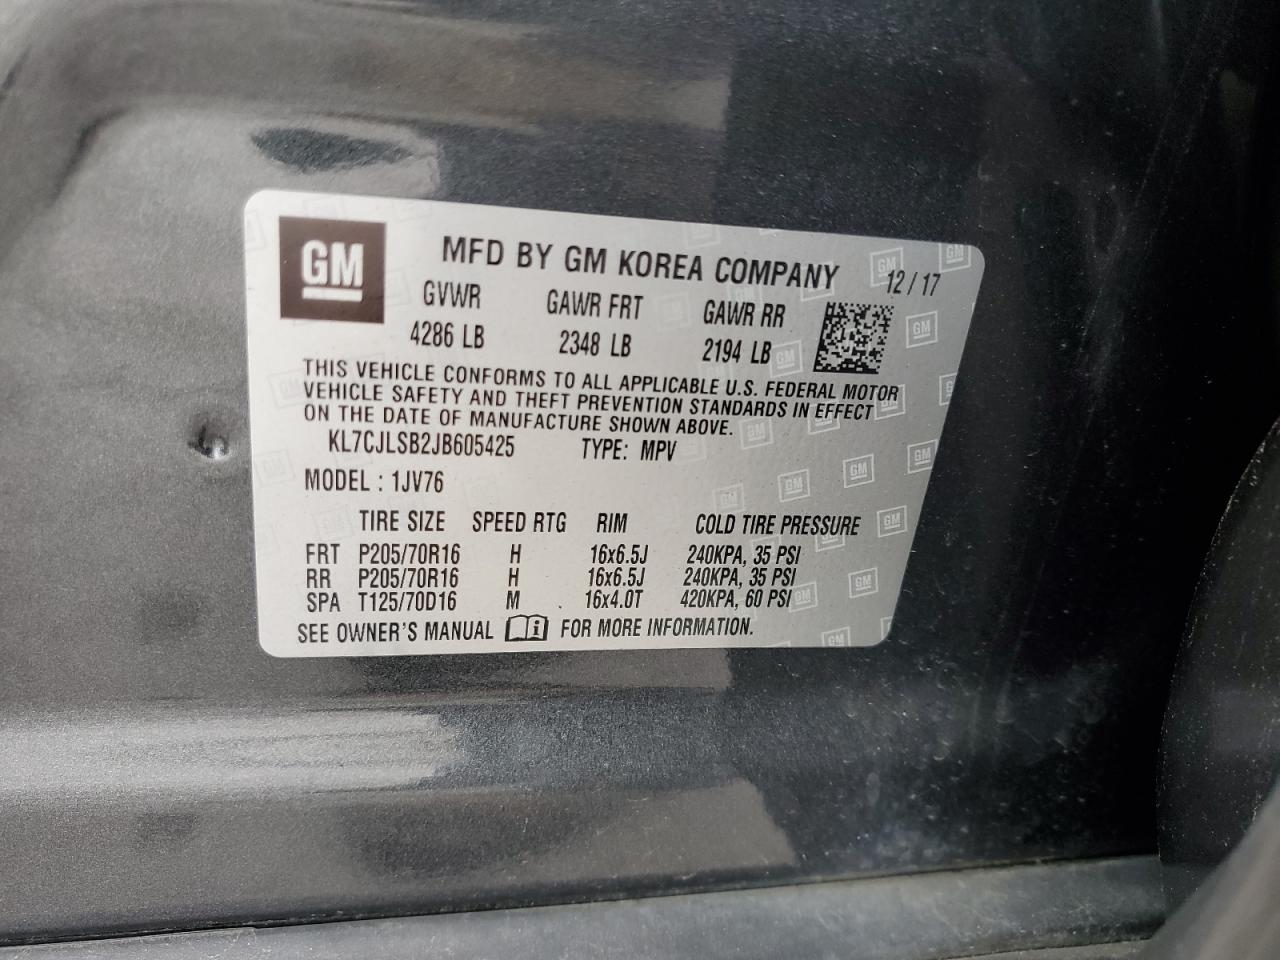 GM
MFD BY GM KOREA COMPANY 12 / 17
GVWR GAWR FRT GAWR RR
4286 LB 2348 LB 2194 LB
THIS VEHICLE CONFORMS TO ALL APPLICABLE U.S. FEDERAL MOTOR
VEHICLE SAFETY AND THEFT PREVENTION STANDARDS IN EFFECT
ON THE DATE OF MANUFACTURE SHOWN ABOVE.
KL7CJLSB2JB605425 TYPE: MPV
MODEL : 1JV76
TIRE SIZE SPEED RTG RIM COLD TIRE PRESSURE
FRT P205/70R16 H 16x6.5J 240KPA, 35 PSI
RR P205/70R16 H 16x6.5J 240KPA, 35 PSI
SPA T125/70D16 M 16x4.0T 420KPA, 60 PSI
SEE OWNER'S MANUAL i FOR MORE INFORMATION.